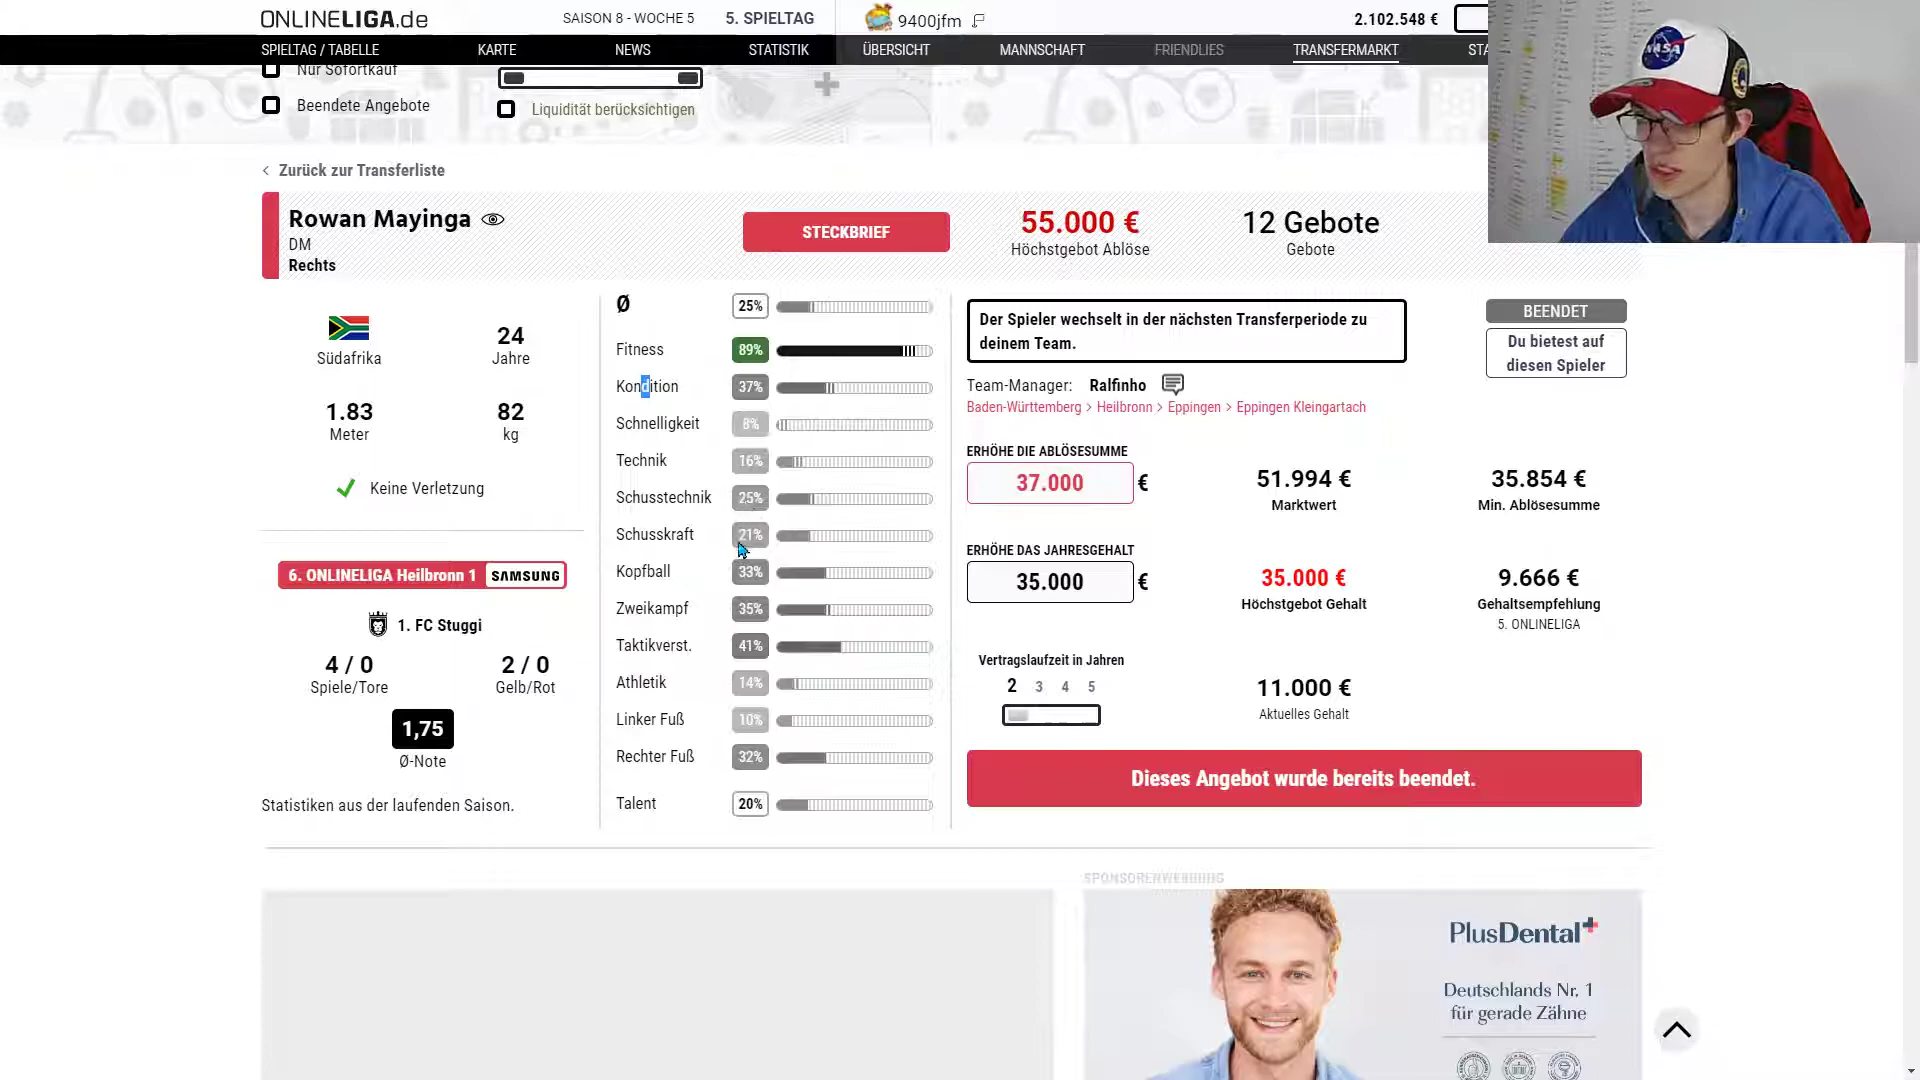 ONLINELIGA.de
SAISON 8 - WOCHE 5
5. SPIELTAG
9400jfm
2.102.548 €
SPIELTAG / TABELLE
KARTE
NEWS
STATISTIK
ÜBERSICHT
MANNSCHAFT
FRIENDLIES
TRANSFERMARKT
STA
Nur Sofortkauf
Beendete Angebote
Liquidität berücksichtigen
NASA
Zurück zur Transferliste
Rowan Mayinga
DM
Rechts
STECKBRIEF
55.000 €
Höchstgebot Ablöse
12 Gebote
Gebote
Südafrika
24
Jahre
1.83
Meter
82
kg
Keine Verletzung
6. ONLINELIGA Heilbronn 1
SAMSUNG
1. FC Stuggi
4 / 0
Spiele/Tore
2 / 0
Gelb/Rot
1,75
Ø-Note
Statistiken aus der laufenden Saison.
Ø 25%
Fitness 89%
Kondition 37%
Schnelligkeit 8%
Technik 16%
Schusstechnik 25%
Schusskraft 21%
Kopfball 33%
Zweikampf 35%
Taktikverst. 41%
Athletik 14%
Linker Fuß 10%
Rechter Fuß 32%
Talent 20%
Der Spieler wechselt in der nächsten Transferperiode zu
deinem Team.
BEENDET
Du bietest auf
diesen Spieler
Team-Manager: Ralfinho
Baden-Württemberg > Heilbronn > Eppingen > Eppingen Kleingartach
ERHÖHE DIE ABLÖSESUMME
37.000 €
51.994 €
Marktwert
35.854 €
Min. Ablösesumme
ERHÖHE DAS JAHRESGEHALT
35.000 €
35.000 €
Höchstgebot Gehalt
9.666 €
Gehaltsempfehlung
5. ONLINELIGA
Vertragslaufzeit in Jahren
2 3 4 5
11.000 €
Aktuelles Gehalt
Dieses Angebot wurde bereits beendet.
SPONSORENWERBUNG
PlusDental+
Deutschlands Nr. 1
für gerade Zähne